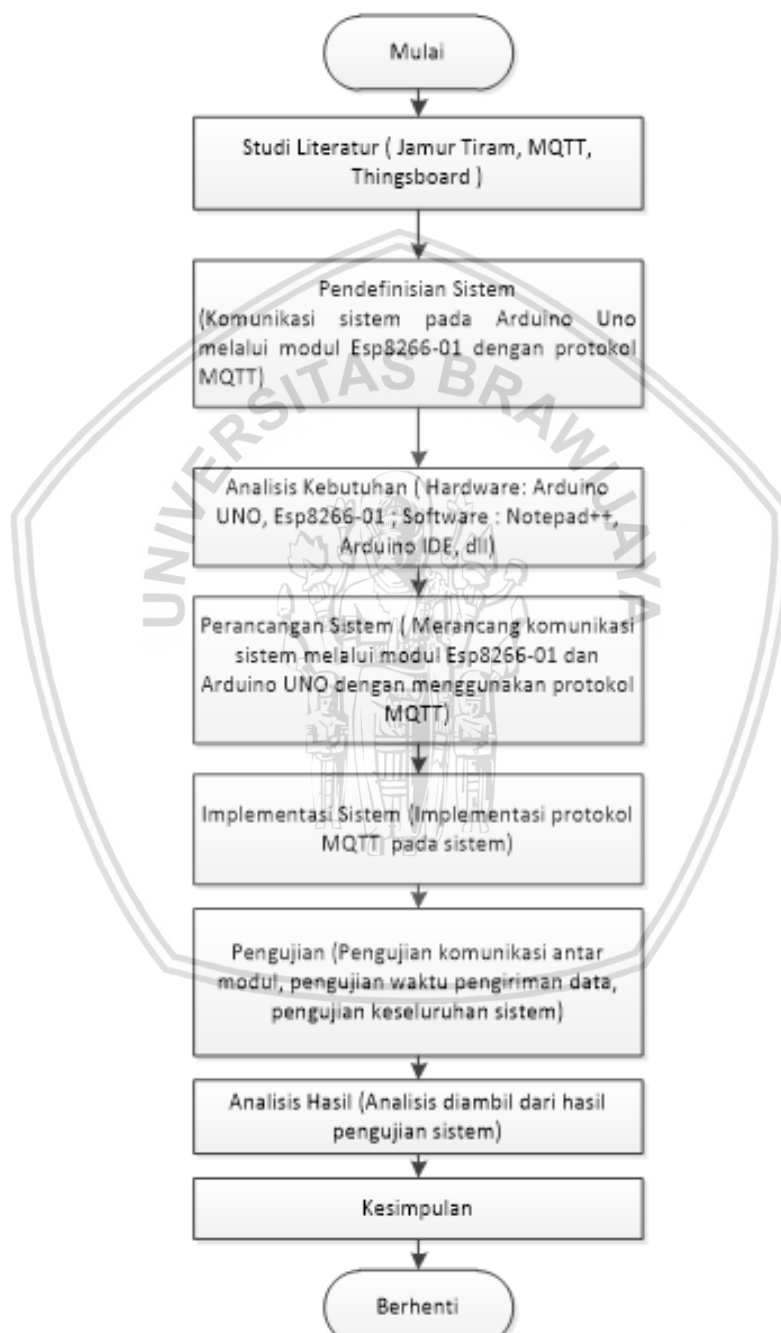 Mulai
Studi Literatur ( Jamur Tiram, MQTT,
Thingsboard )
Pendefinisian Sistem
(Komunikasi sistem pada Arduino Uno
melalui modul Esp8266-01 dengan protokol
MQTT)
UNIVERSITAS BRAWIJAYA
Analisis Kebutuhan ( Hardware: Arduino
UNO, Esp8266-01 ; Software : Notepad++,
Arduino IDE, dll)
Perancangan Sistem ( Merancang komunikasi
sistem melalui modul Esp8266-01 dan
Arduino UNO dengan menggunakan protokol
MQTT)
Implementasi Sistem (Implementasi protokol
MQTT pada sistem)
Pengujian (Pengujian komunikasi antar
modul, pengujian waktu pengiriman data,
pengujian keseluruhan sistem)
Analisis Hasil (Analisis diambil dari hasil
pengujian sistem)
Kesimpulan
Berhenti